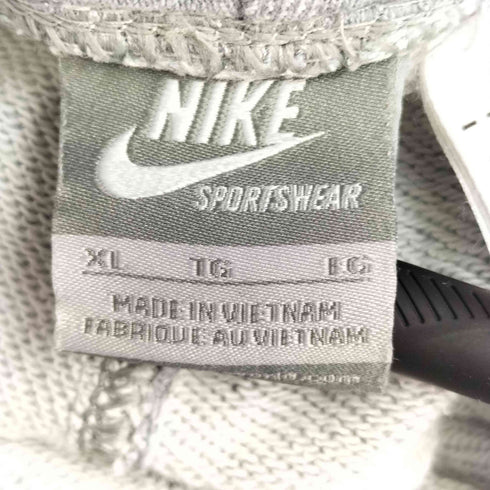 NIKE
SPORTSWEAR
XL TG EG
MADE IN VIETNAM
FABRIQUE AU VIETNAM